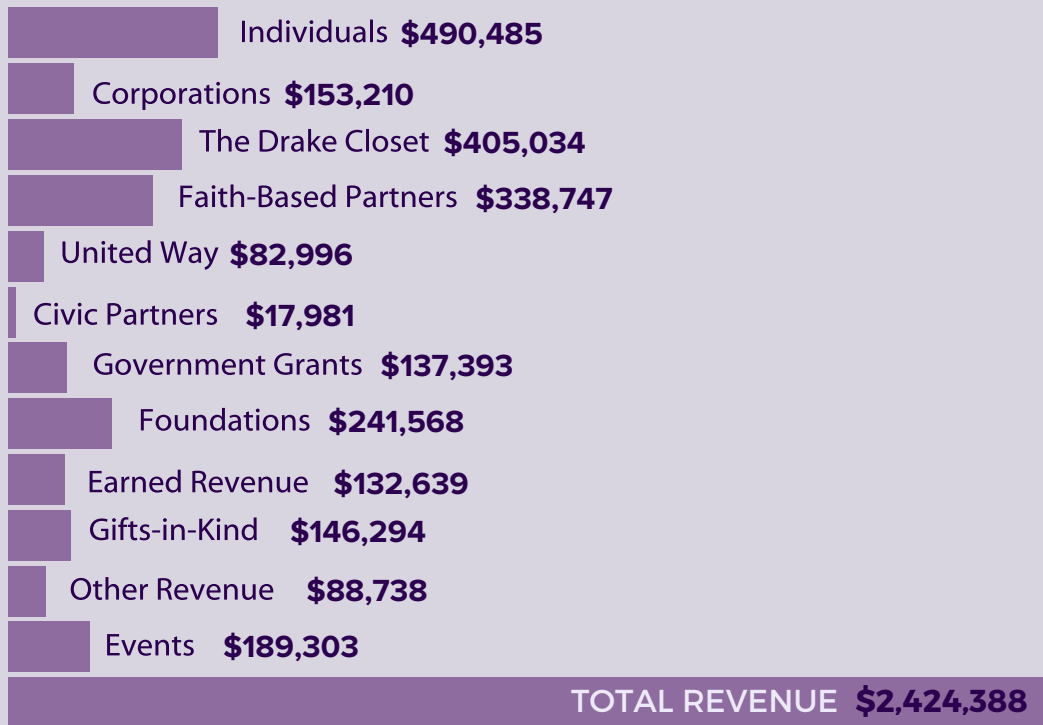 Individuals $490,485
Corporations $153,210
The Drake Closet $405,034
Faith-Based Partners $338,747
United Way $82,996
Civic Partners $17,981
Government Grants $137,393
Foundations $241,568
Earned Revenue $132,639
Gifts-in-Kind $146,294
Other Revenue $88,738
Events $189,303
TOTAL REVENUE $2,424,388